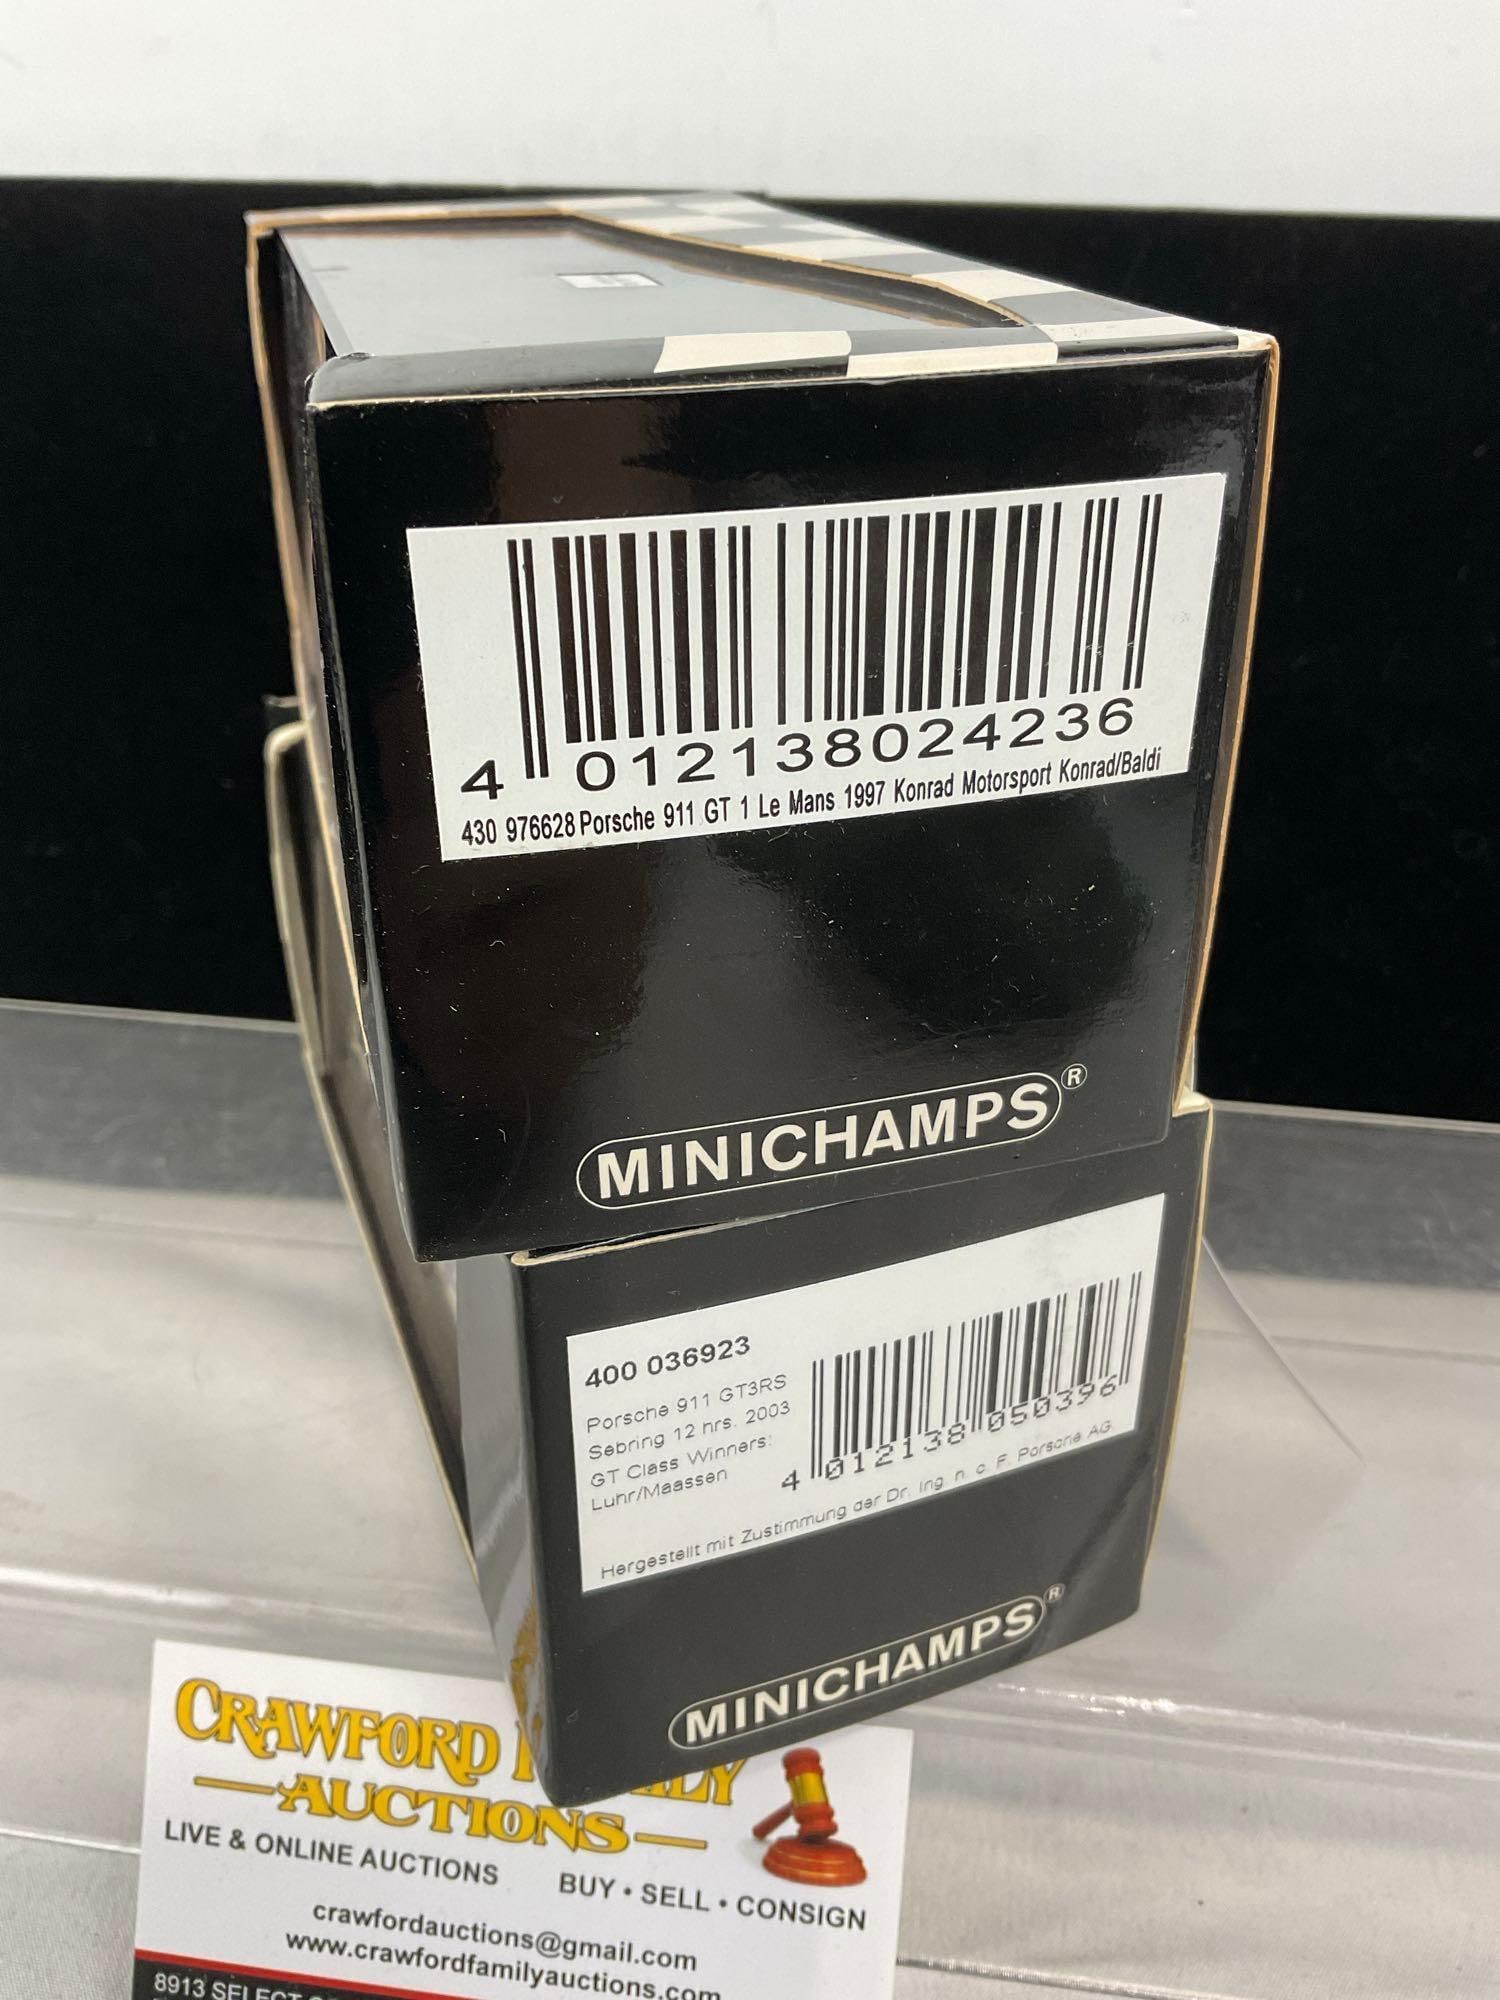 4 012138024236
430 976628 Porsche 911 GT 1 Le Mans 1997 Konrad Motorsport Konrad/Baldi
MINICHAMPS®
400 036923
Porsche 911 GT3RS
Sebring 12 hrs. 2003
GT Class Winners:
Luhr/Maassen
4 012138 050396
Hergestellt mit Zustimmung der Dr. Ing. h. c. F. Porsche AG.
MINICHAMPS®
CRAWFORD
AUCTIONS
LIVE & ONLINE AUCTIONS
BUY • SELL • CONSIGN
crawfordauctions@gmail.com
www.crawfordfamilyauctions.com
8913